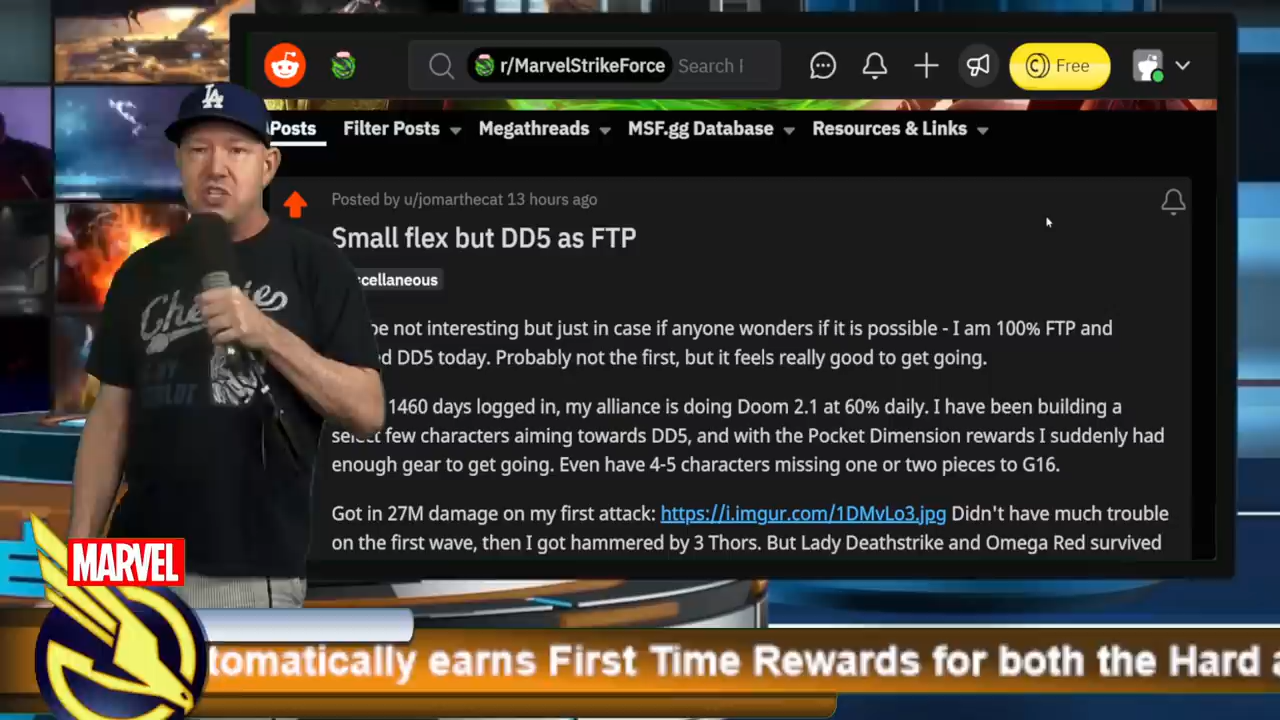 r/MarvelStrikeForce
Free
Posts
Filter Posts
Megathreads
MSF.gg Database
Resources & Links
LA
Posted by u/jomarthecat 13 hours ago
Small flex but DD5 as FTP
cellaneous
not interesting but just in case if anyone wonders if it is possible - I am 100% FTP and
DD5 today. Probably not the first, but it feels really good to get going.
1460 days logged in, my alliance is doing Doom 2.1 at 60% daily. I have been building a
select few characters aiming towards DD5, and with the Pocket Dimension rewards I suddenly had
enough gear to get going. Even have 4-5 characters missing one or two pieces to G16.
Got in 27M damage on my first attack: https://i.imgur.com/1DMvLo3.jpg Didn't have much trouble
on the first wave, then I got hammered by 3 Thors. But Lady Deathstrike and Omega Red survived
MARVEL
tomatically earns First Time Rewards for both the Hard